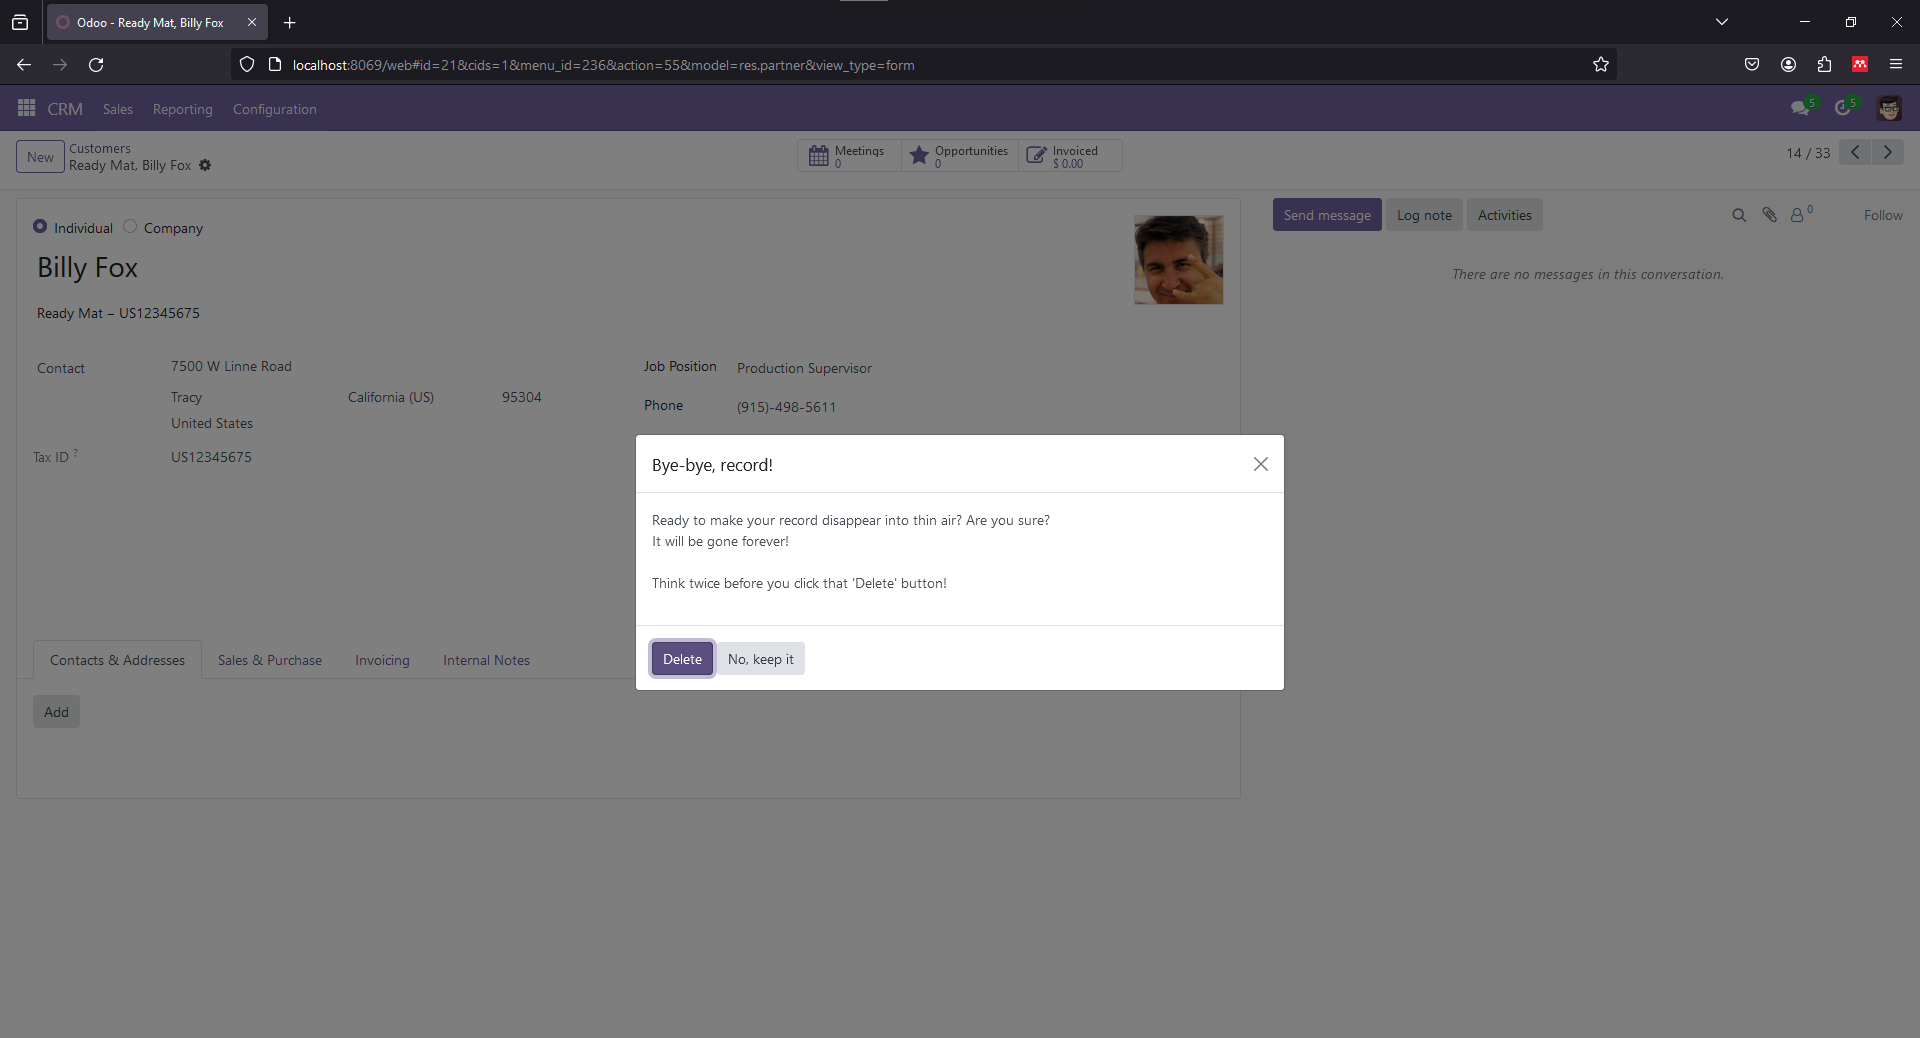 Odoo - Ready Mat, Billy Fox
localhost:8069/web#id=21&cids=1&menu_id=236&action=55&model=res.partner&view_type=form
CRM Sales Reporting Configuration 5 5
New
Customers
Ready Mat, Billy Fox
Meetings
0
Opportunities
0
Invoiced
$ 0.00
14 / 33
Individual Company
Send message Log note Activities 0 Follow
Billy Fox
There are no messages in this conversation.
Ready Mat – US12345675
Contact 7500 W Linne Road
Tracy California (US) 95304
United States
Tax ID ? US12345675
Job Position Production Supervisor
Phone (915)-498-5611
Bye-bye, record!
Ready to make your record disappear into thin air? Are you sure?
It will be gone forever!
Think twice before you click that 'Delete' button!
Delete No, keep it
Contacts & Addresses Sales & Purchase Invoicing Internal Notes
Add